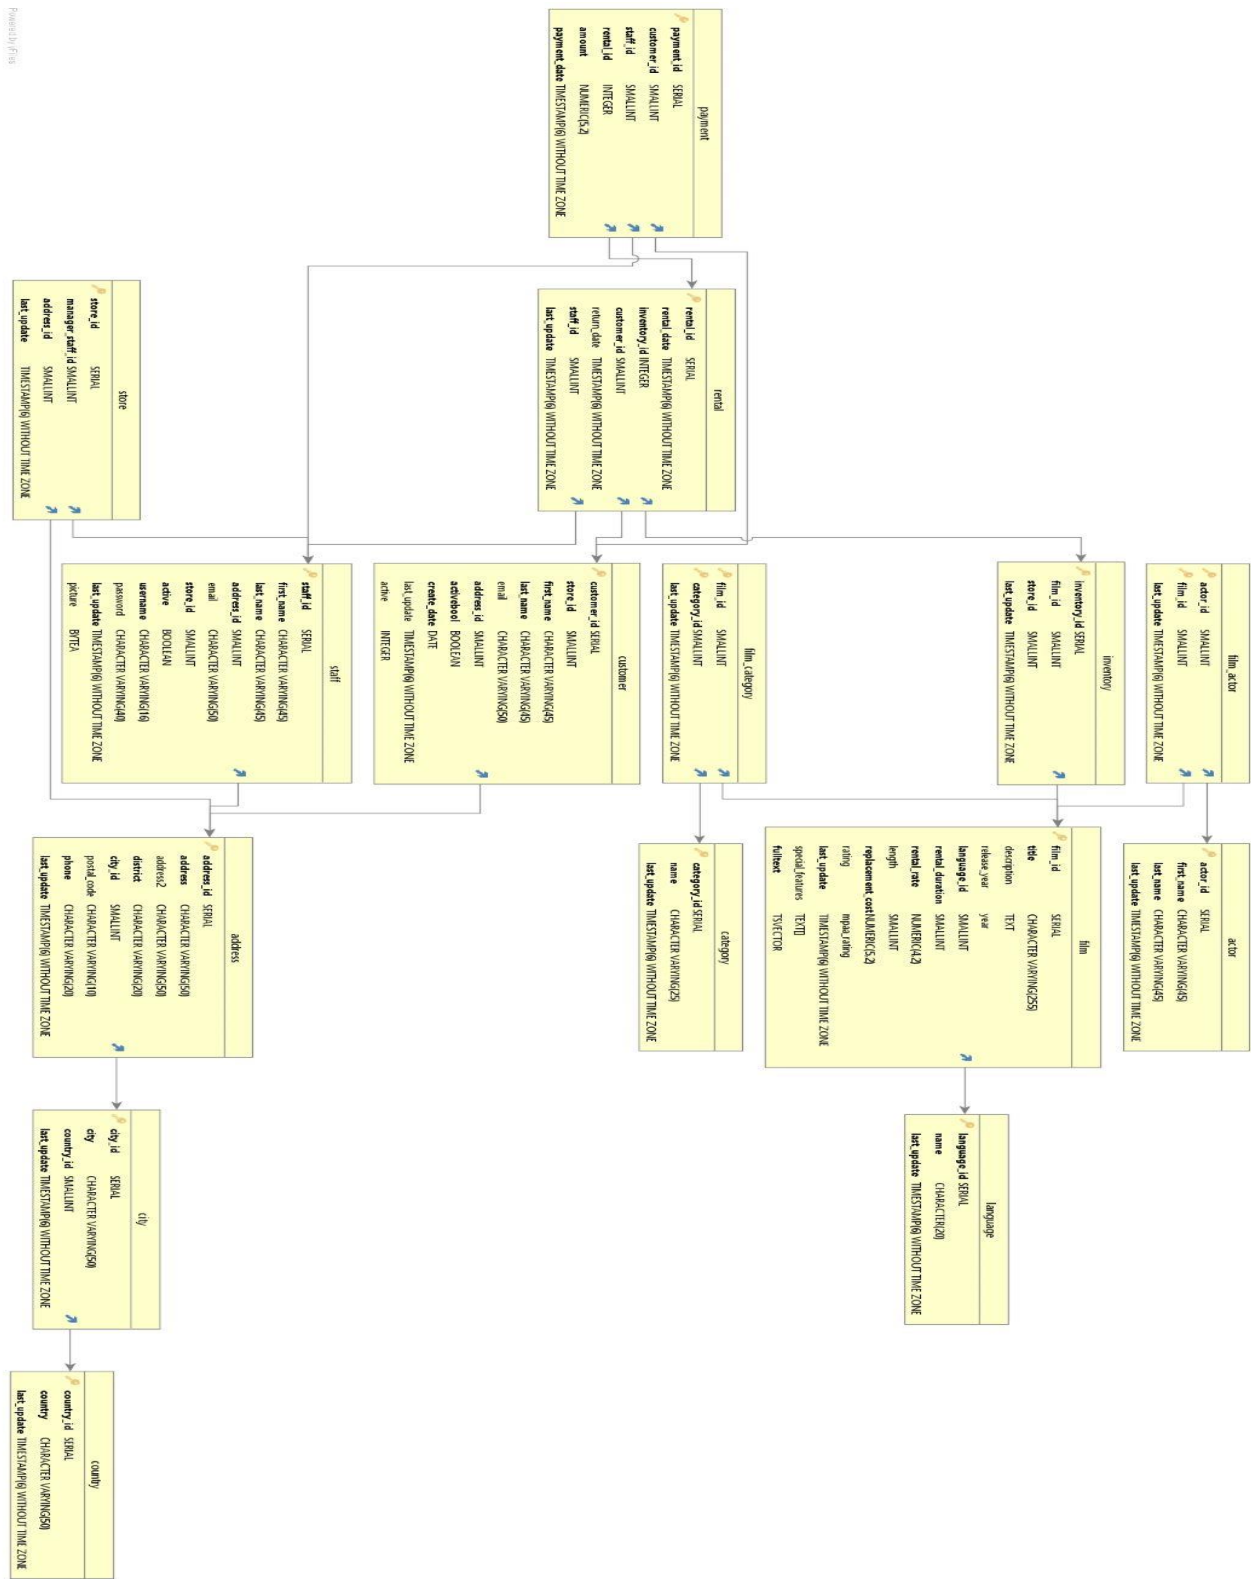 payment
payment_id SERIAL
customer_id SMALLINT
staff_id SMALLINT
rental_id INTEGER
amount NUMERIC(5,2)
payment_date TIMESTAMP(6) WITHOUT TIME ZONE
rental
rental_id SERIAL
rental_date TIMESTAMP(6) WITHOUT TIME ZONE
inventory_id INTEGER
customer_id SMALLINT
return_date TIMESTAMP(6) WITHOUT TIME ZONE
staff_id SMALLINT
last_update TIMESTAMP(6) WITHOUT TIME ZONE
store
store_id SERIAL
manager_staff_id SMALLINT
address_id SMALLINT
last_update TIMESTAMP(6) WITHOUT TIME ZONE
film_actor
actor_id SMALLINT
film_id SMALLINT
last_update TIMESTAMP(6) WITHOUT TIME ZONE
inventory
inventory_id SERIAL
film_id SMALLINT
store_id SMALLINT
last_update TIMESTAMP(6) WITHOUT TIME ZONE
film_category
film_id SMALLINT
category_id SMALLINT
last_update TIMESTAMP(6) WITHOUT TIME ZONE
customer
customer_id SERIAL
store_id SMALLINT
first_name CHARACTER VARYING(45)
last_name CHARACTER VARYING(45)
email CHARACTER VARYING(50)
address_id SMALLINT
activebool BOOLEAN
create_date DATE
last_update TIMESTAMP(6) WITHOUT TIME ZONE
active INTEGER
staff
staff_id SERIAL
first_name CHARACTER VARYING(45)
last_name CHARACTER VARYING(45)
address_id SMALLINT
email CHARACTER VARYING(50)
store_id SMALLINT
active BOOLEAN
username CHARACTER VARYING(16)
password CHARACTER VARYING(40)
last_update TIMESTAMP(6) WITHOUT TIME ZONE
picture BYTEA
actor
actor_id SERIAL
first_name CHARACTER VARYING(45)
last_name CHARACTER VARYING(45)
last_update TIMESTAMP(6) WITHOUT TIME ZONE
film
film_id SERIAL
title CHARACTER VARYING(255)
description TEXT
release_year year
language_id SMALLINT
rental_duration SMALLINT
rental_rate NUMERIC(4,2)
length SMALLINT
replacement_cost NUMERIC(5,2)
rating mpaa_rating
last_update TIMESTAMP(6) WITHOUT TIME ZONE
special_features TEXT[]
fulltext TSVECTOR
category
category_id SERIAL
name CHARACTER VARYING(25)
last_update TIMESTAMP(6) WITHOUT TIME ZONE
address
address_id SERIAL
address CHARACTER VARYING(50)
address2 CHARACTER VARYING(50)
district CHARACTER VARYING(20)
city_id SMALLINT
postal_code CHARACTER VARYING(10)
phone CHARACTER VARYING(20)
last_update TIMESTAMP(6) WITHOUT TIME ZONE
language
language_id SERIAL
name CHARACTER(20)
last_update TIMESTAMP(6) WITHOUT TIME ZONE
city
city_id SERIAL
city CHARACTER VARYING(50)
country_id SMALLINT
last_update TIMESTAMP(6) WITHOUT TIME ZONE
country
country_id SERIAL
country CHARACTER VARYING(50)
last_update TIMESTAMP(6) WITHOUT TIME ZONE
Powered by yFiles